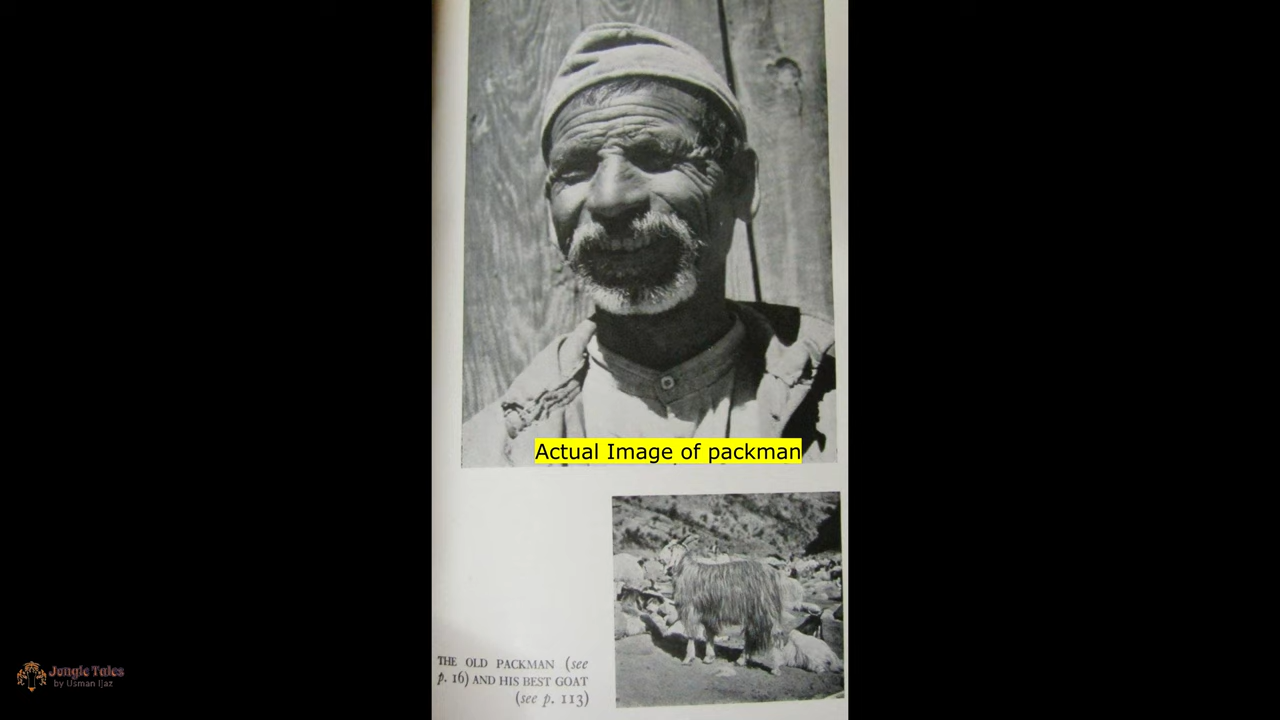 Actual Image of packman
THE OLD PACKMAN (see
p. 16) AND HIS BEST GOAT
(see p. 113)
Jungle Tales
by Usman Ijaz